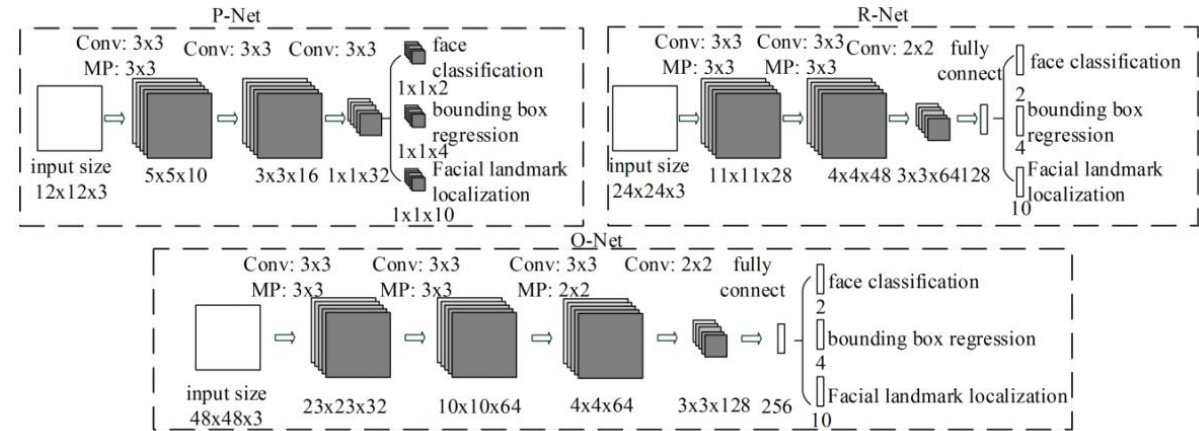 P-Net
Conv: 3x3
MP: 3x3
Conv: 3x3
Conv: 3x3
face
classification
1x1x2
bounding box
regression
1x1x4
Facial landmark
localization
1x1x10
input size
12x12x3
5x5x10
3x3x16
1x1x32
R-Net
Conv: 3x3
MP: 3x3
Conv: 3x3
MP: 3x3
Conv: 2x2
fully
connect
face classification
2
bounding box
regression
4
Facial landmark
localization
10
input size
24x24x3
11x11x28
4x4x48
3x3x64
128
O-Net
Conv: 3x3
MP: 3x3
Conv: 3x3
MP: 3x3
Conv: 3x3
MP: 2x2
Conv: 2x2
fully
connect
face classification
2
bounding box regression
4
Facial landmark localization
10
input size
48x48x3
23x23x32
10x10x64
4x4x64
3x3x128
256